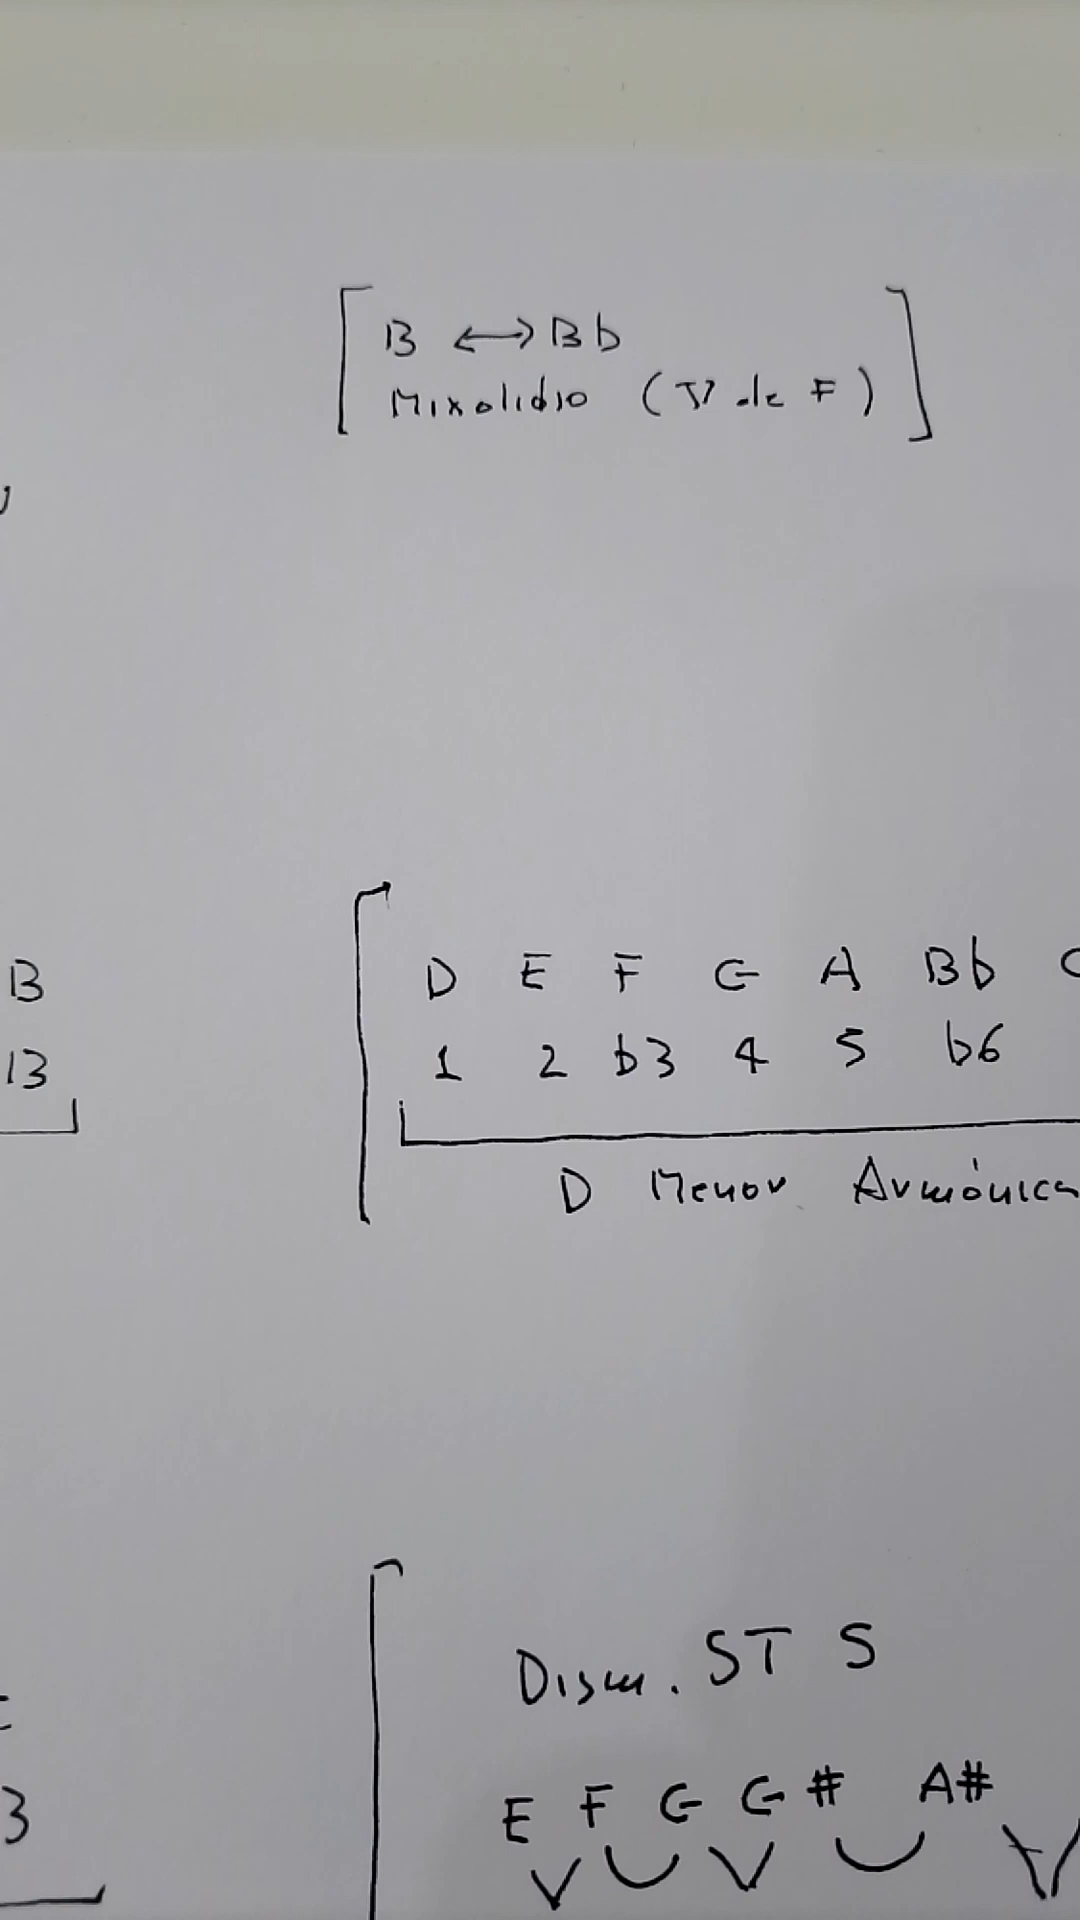 B ↔ Bb
Mixolidio (V de F)
B
13
D E F G A Bb
1 2 b3 4 5 b6
D Menor Armónica
Dism. ST S
3
E F G G# A#